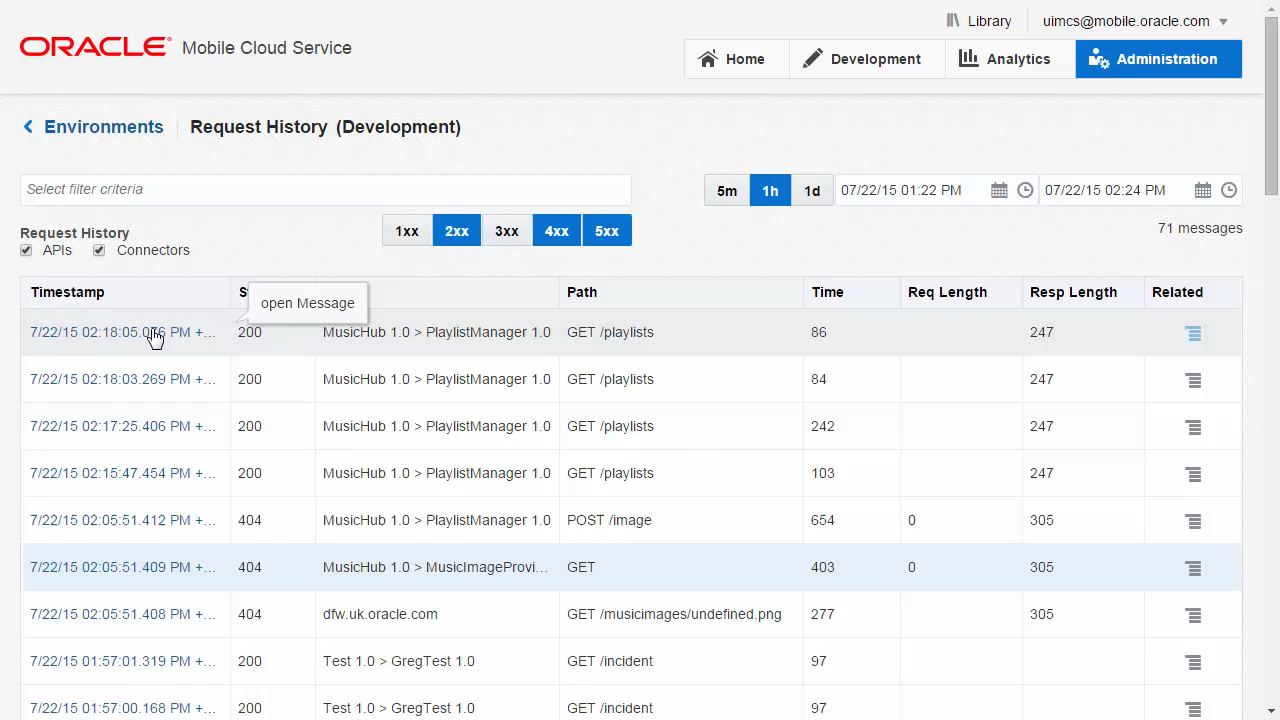 Library
uimcs@mobile.oracle.com
ORACLE Mobile Cloud Service
Home
Development
Analytics
Administration
Environments
Request History (Development)
Select filter criteria
5m
1h
1d
07/22/15 01:22 PM
07/22/15 02:24 PM
1xx
2xx
3xx
4xx
5xx
71 messages
Request History
APIs
Connectors
Timestamp Path Time Req Length Resp Length Related
open Message
7/22/15 02:18:05. PM +... 200 MusicHub 1.0 > PlaylistManager 1.0 GET /playlists 86 247
7/22/15 02:18:03.269 PM +... 200 MusicHub 1.0 > PlaylistManager 1.0 GET /playlists 84 247
7/22/15 02:17:25.406 PM +... 200 MusicHub 1.0 > PlaylistManager 1.0 GET /playlists 242 247
7/22/15 02:15:47.454 PM +... 200 MusicHub 1.0 > PlaylistManager 1.0 GET /playlists 103 247
7/22/15 02:05:51.412 PM +... 404 MusicHub 1.0 > PlaylistManager 1.0 POST /image 654 0 305
7/22/15 02:05:51.409 PM +... 404 MusicHub 1.0 > MusicImageProvi... GET 403 0 305
7/22/15 02:05:51.408 PM +... 404 dfw.uk.oracle.com GET /musicimages/undefined.png 277 305
7/22/15 01:57:01.319 PM +... 200 Test 1.0 > GregTest 1.0 GET /incident 97
7/22/15 01:57:00.168 PM +... 200 Test 1.0 > GregTest 1.0 GET /incident 97